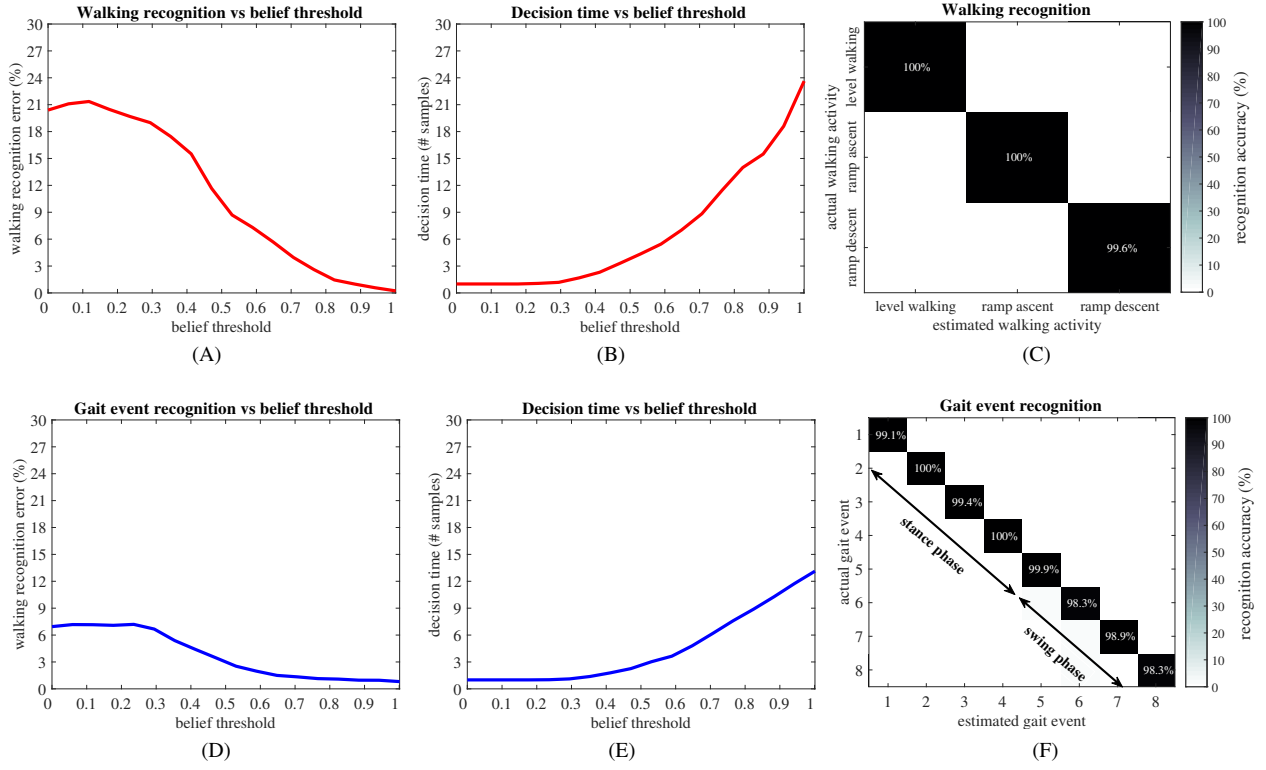 Walking recognition vs belief threshold
30
27
24
21
18
15
12
9
6
3
0
walking recognition error (%)
0 0.1 0.2 0.3 0.4 0.5 0.6 0.7 0.8 0.9 1
belief threshold
(A)
Decision time vs belief threshold
30
27
24
21
18
15
12
9
6
3
0
decision time (# samples)
0 0.1 0.2 0.3 0.4 0.5 0.6 0.7 0.8 0.9 1
belief threshold
(B)
Walking recognition
actual walking activity
level walking
ramp ascent
ramp descent
100%
100%
99.6%
level walking ramp ascent ramp descent
estimated walking activity
100
90
80
70
60
50
40
30
20
10
0
recognition accuracy (%)
(C)
Gait event recognition vs belief threshold
30
27
24
21
18
15
12
9
6
3
0
walking recognition error (%)
0 0.1 0.2 0.3 0.4 0.5 0.6 0.7 0.8 0.9 1
belief threshold
(D)
Decision time vs belief threshold
30
27
24
21
18
15
12
9
6
3
0
decision time (# samples)
0 0.1 0.2 0.3 0.4 0.5 0.6 0.7 0.8 0.9 1
belief threshold
(E)
Gait event recognition
actual gait event
1
2
3
4
5
6
7
8
99.1%
100%
99.4%
100%
99.9%
98.3%
98.9%
98.3%
stance phase
swing phase
1 2 3 4 5 6 7 8
estimated gait event
100
90
80
70
60
50
40
30
20
10
0
recognition accuracy (%)
(F)